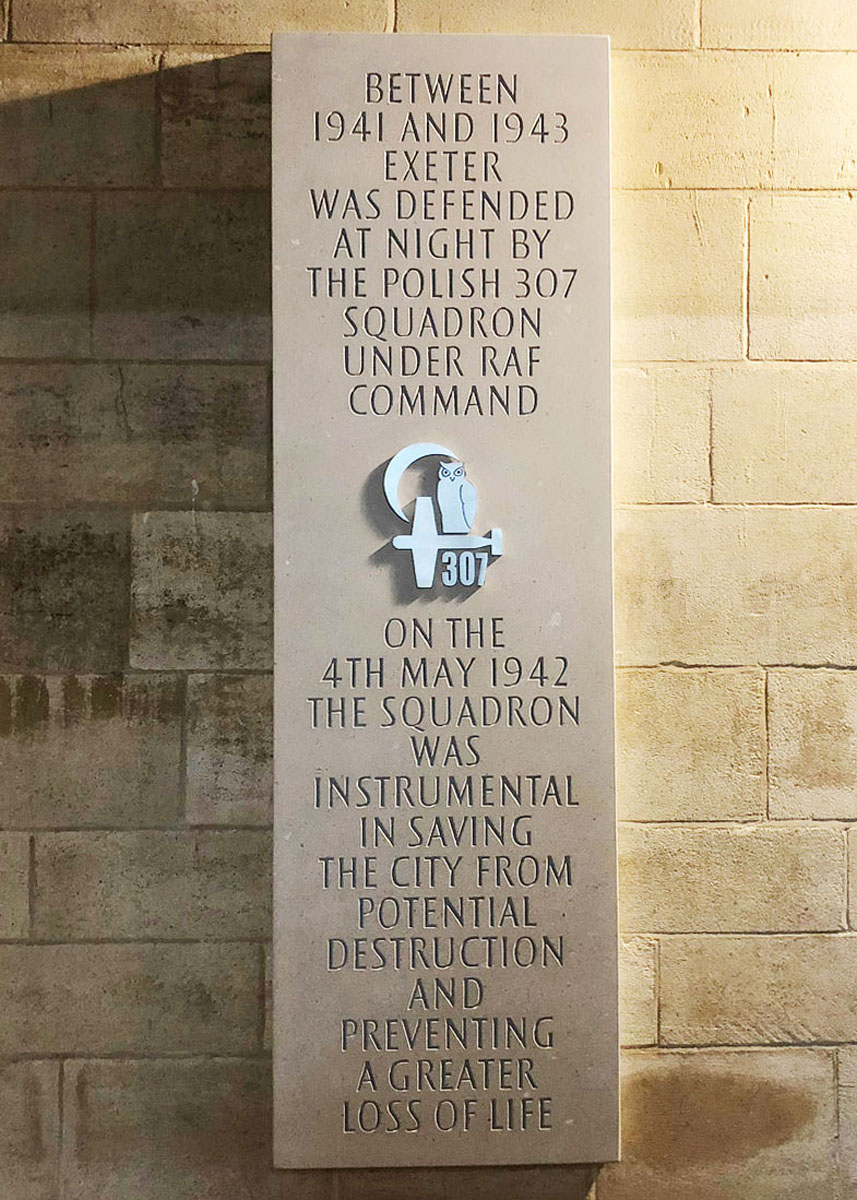 BETWEEN
1941 AND 1943
EXETER
WAS DEFENDED
AT NIGHT BY
THE POLISH 307
SQUADRON
UNDER RAF
COMMAND
307
ON THE
4TH MAY 1942
THE SQUADRON
WAS
INSTRUMENTAL
IN SAVING
THE CITY FROM
POTENTIAL
DESTRUCTION
AND
PREVENTING
A GREATER
LOSS OF LIFE